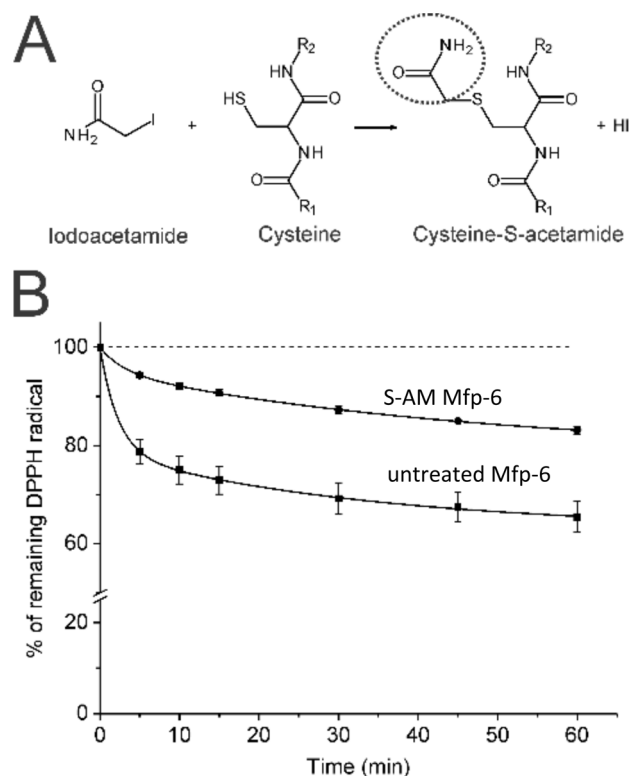 A
O
NH2
I
+
R2
HN
HS
O
NH
O
R1
NH2
O
S
R2
HN
O
NH
O
R1
+ HI
Iodoacetamide
Cysteine
Cysteine-S-acetamide
B
% of remaining DPPH radical
100
80
60
20
0
S-AM Mfp-6
untreated Mfp-6
0 10 20 30 40 50 60
Time (min)